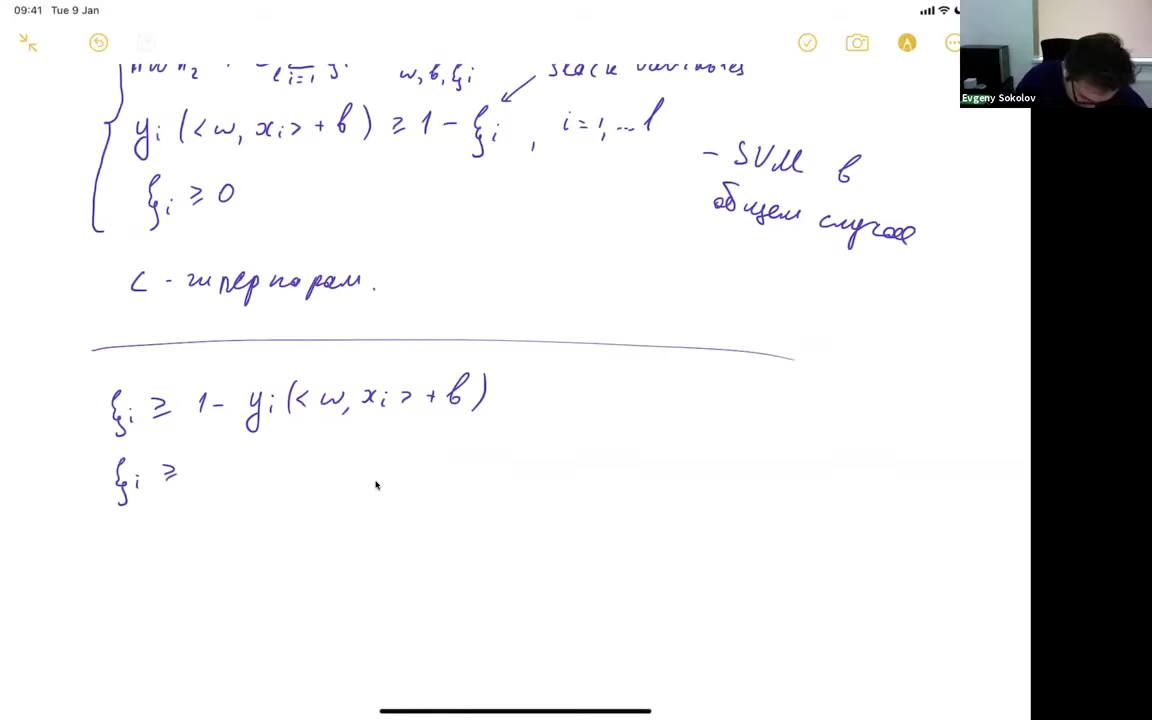 09:41 Tue 9 Jan
Evgeny Sokolov
w, b, ξi
slack variables
yi (<w, xi> + b) ≥ 1 - ξi , i = 1, ... l
ξi ≥ 0
- SVM в
общем случае
C - гиперпарам.
ξi ≥ 1 - yi (<w, xi> + b)
ξi ≥